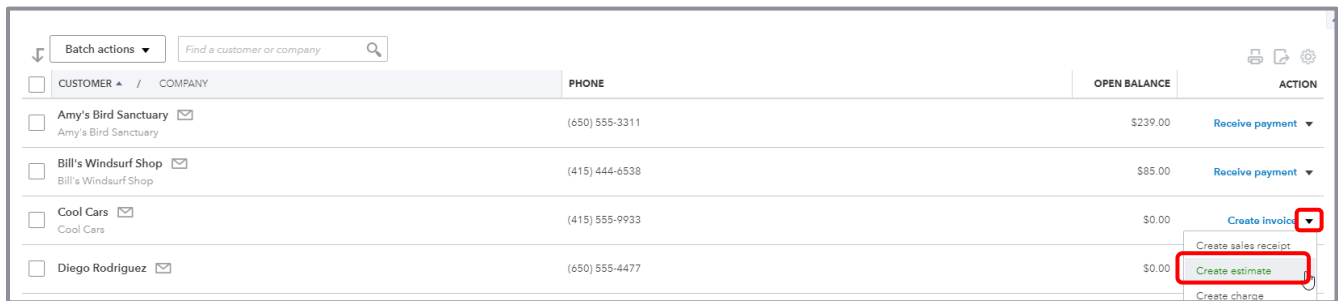 Batch actions
Find a customer or company
CUSTOMER / COMPANY PHONE OPEN BALANCE ACTION
Amy's Bird Sanctuary (650) 555-3311 $239.00 Receive payment
Amy's Bird Sanctuary
Bill's Windsurf Shop (415) 444-6538 $85.00 Receive payment
Bill's Windsurf Shop
Cool Cars (415) 555-9933 $0.00 Create invoice
Cool Cars
Create sales receipt
Diego Rodriguez (650) 555-4477 $0.00 Create estimate
Create charge